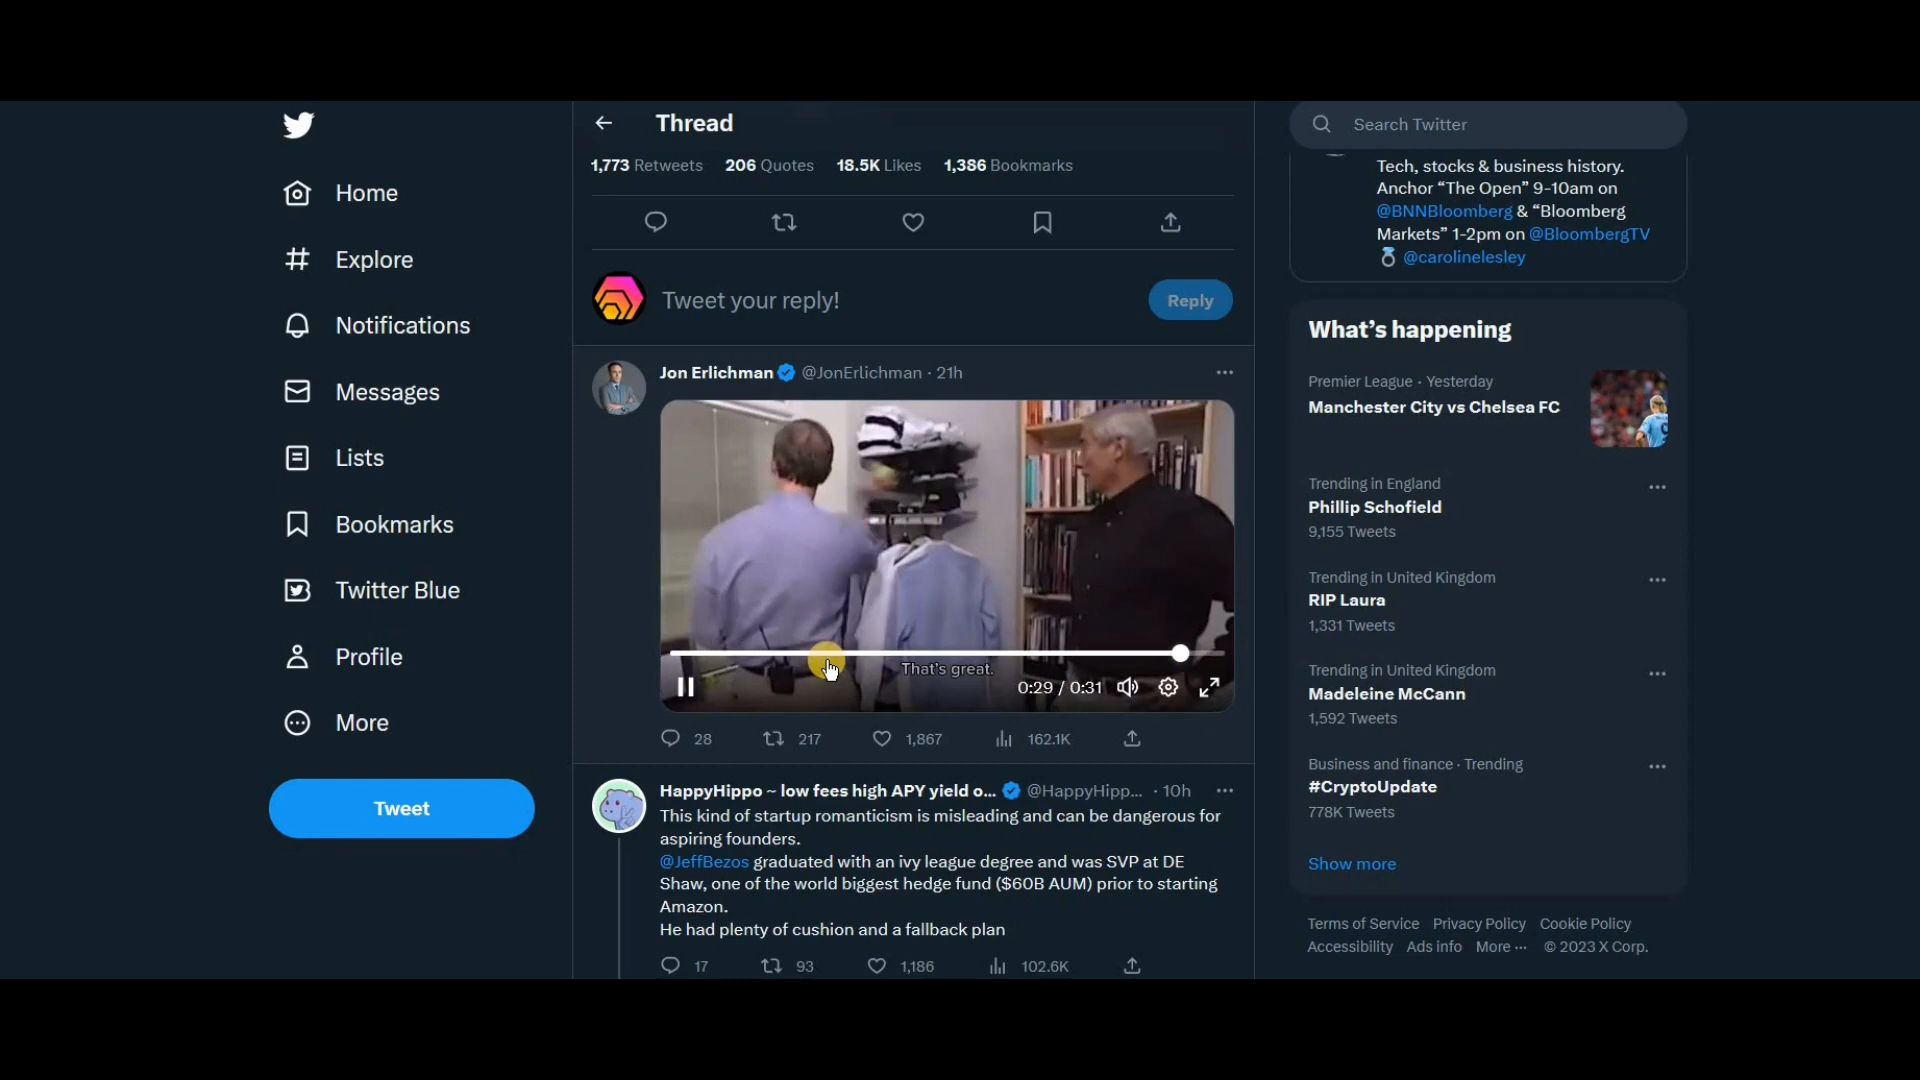 Home
Explore
Notifications
Messages
Lists
Bookmarks
Twitter Blue
Profile
More
Tweet
Thread
1,773 Retweets 206 Quotes 18.5K Likes 1,386 Bookmarks
Tweet your reply!
Reply
Jon Erlichman @JonErlichman · 21h
That's great.
0:29 / 0:31
28 217 1,867 162.1K
HappyHippo ~ low fees high APY yield o... @HappyHipp... · 10h
This kind of startup romanticism is misleading and can be dangerous for
aspiring founders.
@JeffBezos graduated with an ivy league degree and was SVP at DE
Shaw, one of the world biggest hedge fund ($60B AUM) prior to starting
Amazon.
He had plenty of cushion and a fallback plan
17 93 1,186 102.6K
Search Twitter
Tech, stocks & business history.
Anchor “The Open” 9-10am on
@BNNBloomberg & “Bloomberg
Markets” 1-2pm on @BloombergTV
@carolinelesley
What’s happening
Premier League · Yesterday
Manchester City vs Chelsea FC
Trending in England
Phillip Schofield
9,155 Tweets
Trending in United Kingdom
RIP Laura
1,331 Tweets
Trending in United Kingdom
Madeleine McCann
1,592 Tweets
Business and finance · Trending
#CryptoUpdate
778K Tweets
Show more
Terms of Service Privacy Policy Cookie Policy
Accessibility Ads info More ··· © 2023 X Corp.